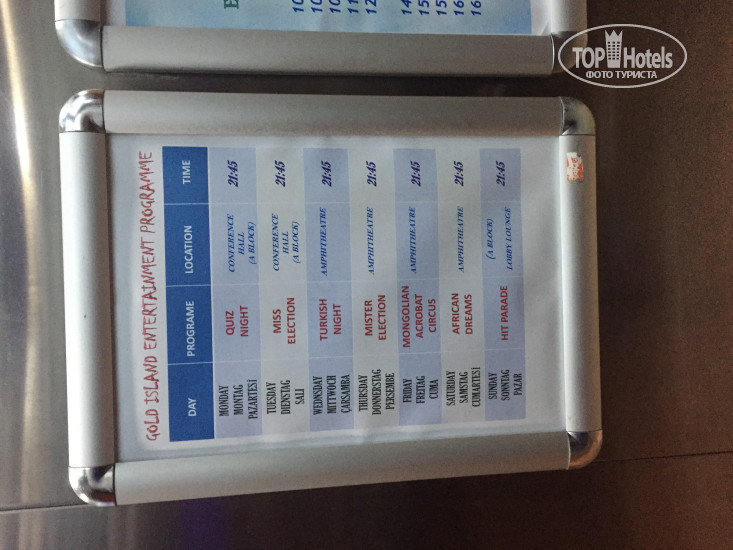 GOLD ISLAND ENTERTAINMENT PROGRAMME
DAY PROGRAME LOCATION TIME
MONDAY
MONTAG
PAZARTESİ
QUIZ
NIGHT
CONFERENCE
HALL
(A BLOCK)
21:45
TUESDAY
DIENSTAG
SALI
MISS
ELECTION
CONFERENCE
HALL
(A BLOCK)
21:45
WEDNSDAY
MITTWOCH
ÇARSAMBA
TURKISH
NIGHT
AMPHITHEATRE
21:45
THURSDAY
DONNERSTAG
PERSEMBE
MISTER
ELECTION
AMPHITHEATRE
21:45
FRIDAY
FREITAG
CUMA
MONGOLIAN
ACROBAT
CIRCUS
AMPHITHEATRE
21:45
SATURDAY
SAMSTAG
CUMARTESİ
AFRICAN
DREAMS
AMPHITHEATRE
21:45
SUNDAY
SONNTAG
PAZAR
HIT PARADE
(A BLOCK)
LOBBY LOUNGE
21:45
TOPHotels
ФОТО ТУРИСТА